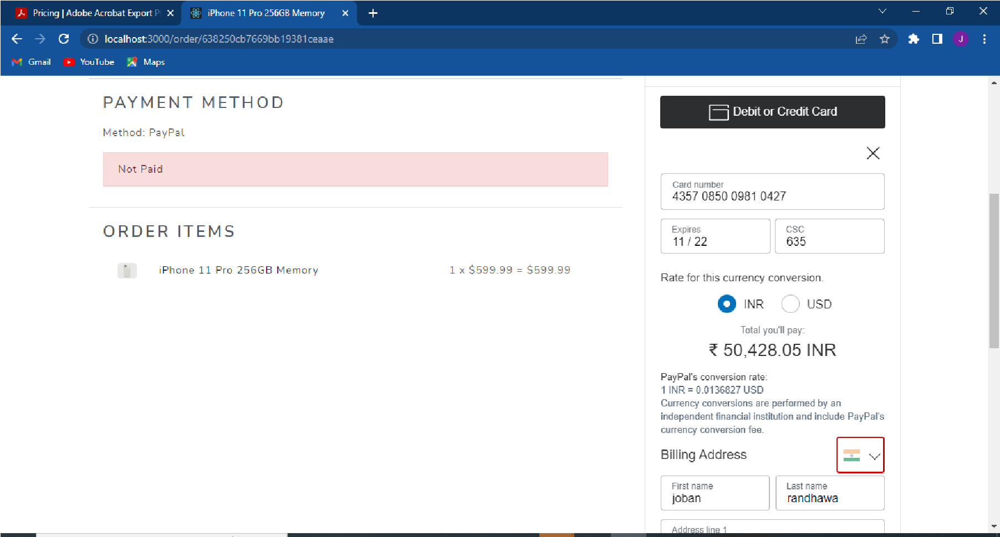 Pricing | Adobe Acrobat Export P
iPhone 11 Pro 256GB Memory
localhost:3000/order/638250cb7669bb19381ceaae
J
Gmail
YouTube
Maps
PAYMENT METHOD
Method: PayPal
Not Paid
ORDER ITEMS
iPhone 11 Pro 256GB Memory
1 x $599.99 = $599.99
Debit or Credit Card
Card number
4357 0850 0981 0427
Expires
11 / 22
CSC
635
Rate for this currency conversion.
INR
USD
Total you'll pay:
₹ 50,428.05 INR
PayPal's conversion rate:
1 INR = 0.0136827 USD
Currency conversions are performed by an
independent financial institution and include PayPal's
currency conversion fee.
Billing Address
First name
joban
Last name
randhawa
Address line 1